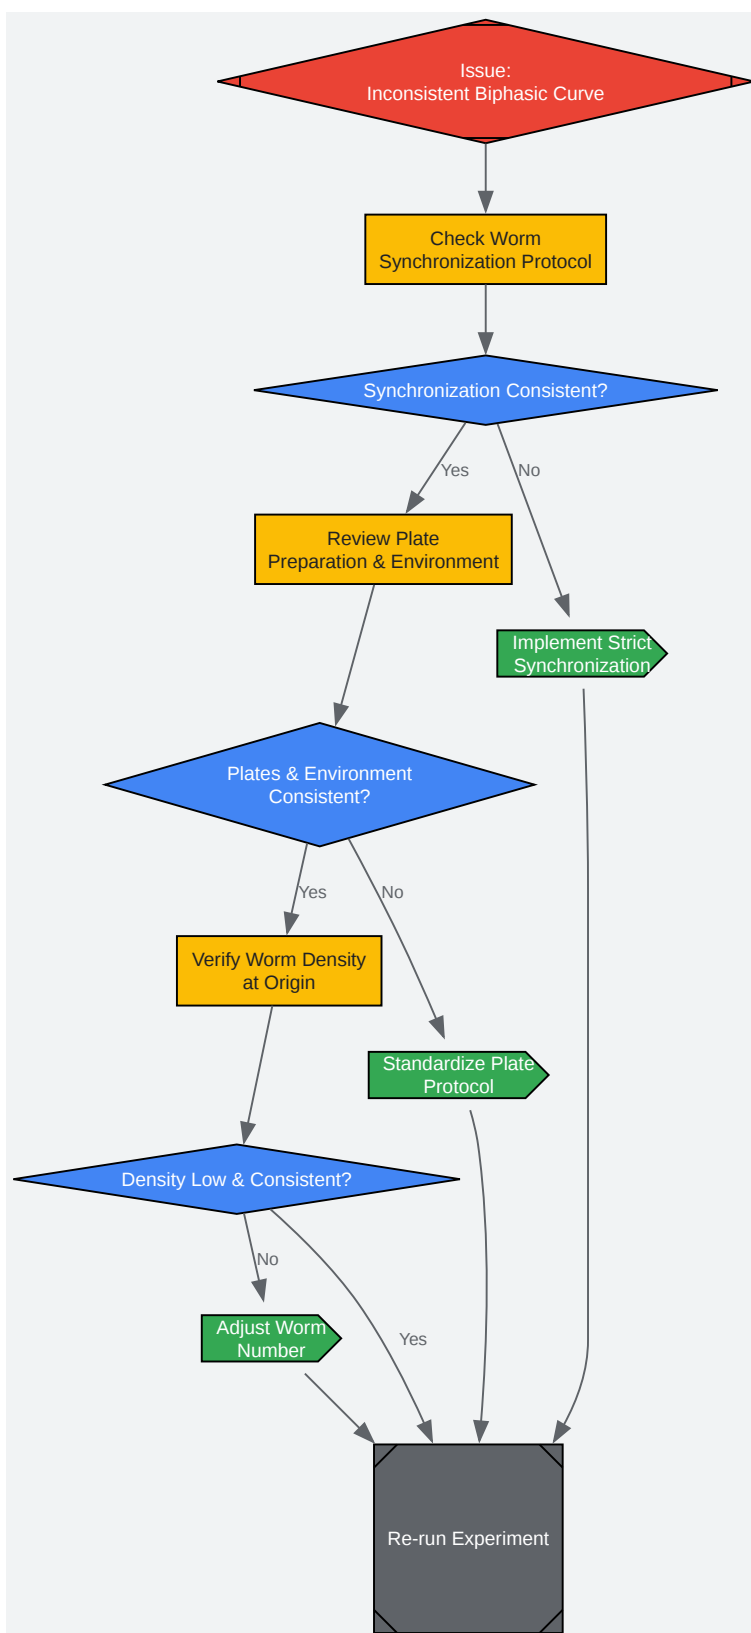 Issue:
Inconsistent Biphasic Curve
Check Worm
Synchronization Protocol
Synchronization Consistent?
Yes
No
Review Plate
Preparation & Environment
Implement Strict
Synchronization
Plates & Environment
Consistent?
Yes
No
Verify Worm Density
at Origin
Standardize Plate
Protocol
Density Low & Consistent?
No
Yes
Adjust Worm
Number
Re-run Experiment